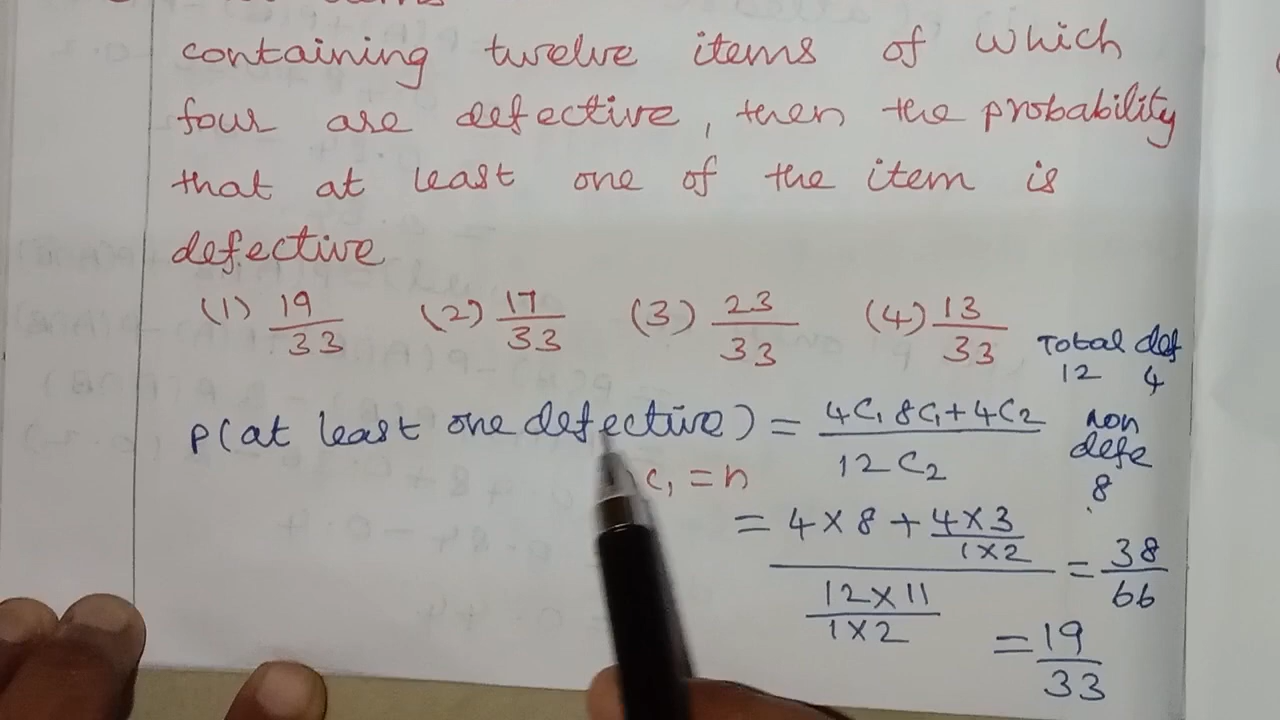 containing twelve items of which
four are defective, then the probability
that at least one of the item is
defective
(1) 19/33 (2) 17/33 (3) 23/33 (4) 13/33
Total def
12 4
non
defe
8
P(at least one defective) = 4C₁ 8C₁ + 4C₂ / 12C₂
C₁ = n
= 4×8 + 4×3/1×2 / 12×11/1×2 = 38/66
= 19/33